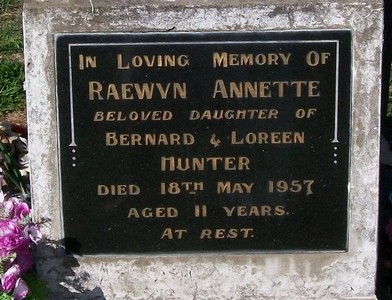 IN LOVING MEMORY OF
RAEWYN ANNETTE
BELOVED DAUGHTER OF
BERNARD & LOREEN
HUNTER
DIED 18TH MAY 1957
AGED 11 YEARS.
AT REST.